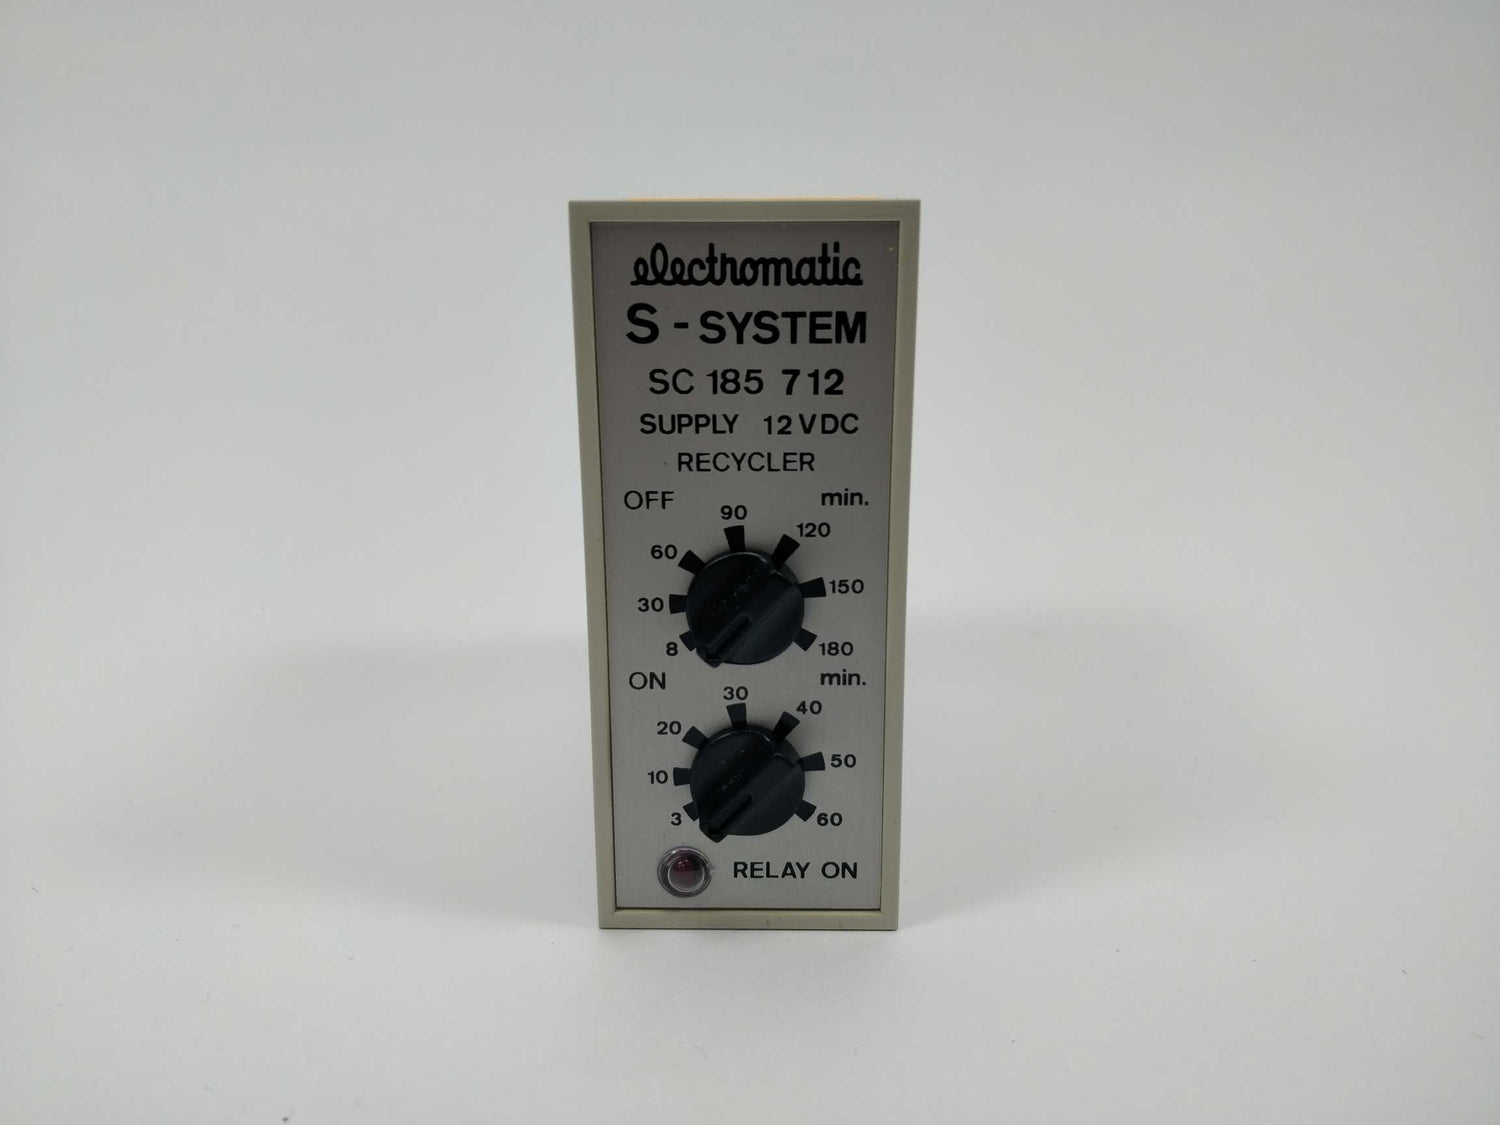 electromatic
S - SYSTEM
SC 185 712
SUPPLY 12 VDC
RECYCLER
OFF min.
90
120
60
150
30
8
180
ON min.
30
40
20
50
10
3
60
RELAY ON